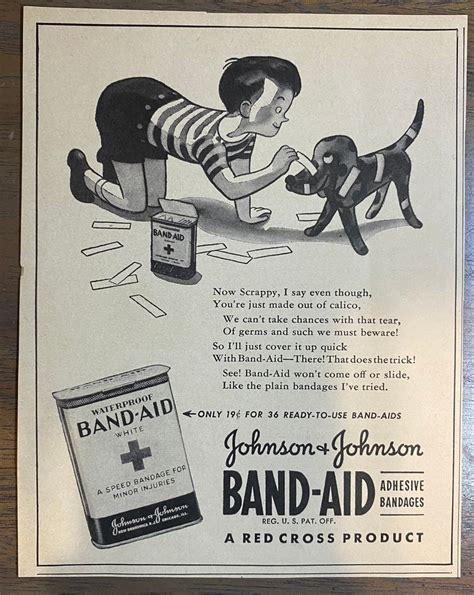 BAND-AID
Now Scrappy, I say even though,
You're just made out of calico,
We can't take chances with that tear,
Of germs and such we must beware!
So I'll just cover it up quick
With Band-Aid—There! That does the trick!
See! Band-Aid won't come off or slide,
Like the plain bandages I've tried.
WATERPROOF
BAND-AID
WHITE
A SPEED BANDAGE FOR
MINOR INJURIES
Johnson & Johnson
NEW BRUNSWICK N.J. CHICAGO, ILL.
ONLY 19¢ FOR 36 READY-TO-USE BAND-AIDS
Johnson & Johnson
BAND-AID ADHESIVE BANDAGES
REG. U. S. PAT. OFF.
A RED CROSS PRODUCT